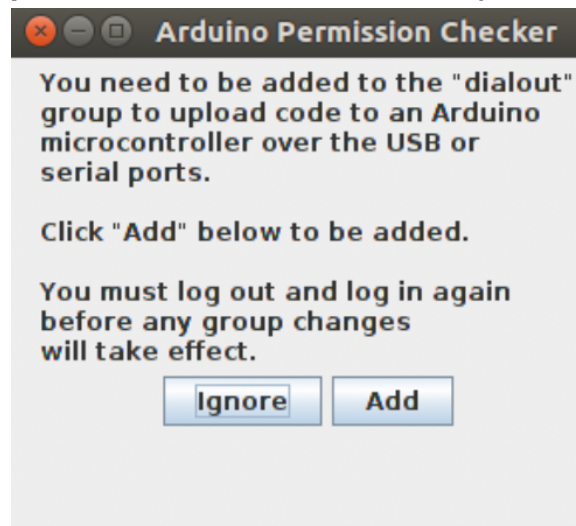 Arduino Permission Checker
You need to be added to the "dialout"
group to upload code to an Arduino
microcontroller over the USB or
serial ports.
Click "Add" below to be added.
You must log out and log in again
before any group changes
will take effect.
Ignore
Add